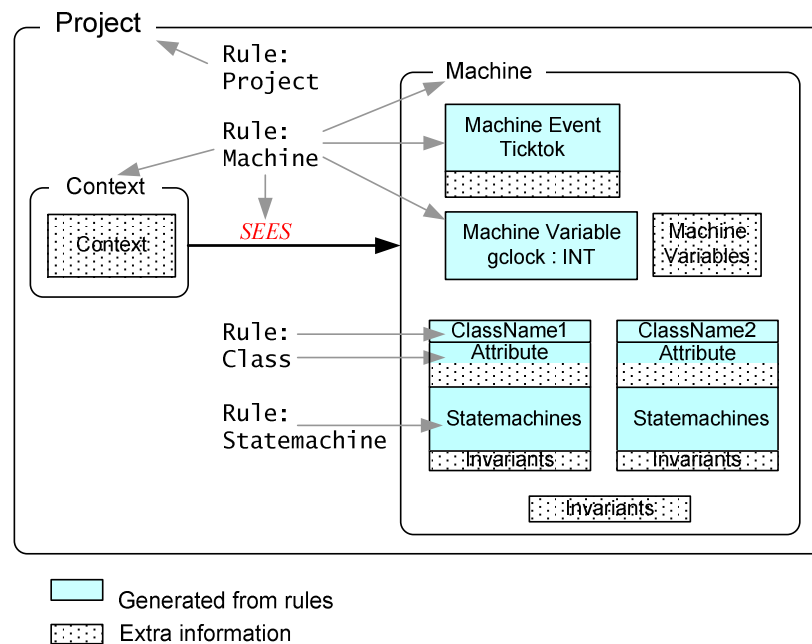 Project
Rule:
Project
Machine
Rule:
Machine
Machine Event
Ticktok
Context
Context
SEES
Machine Variable
gclock : INT
Machine
Variables
Rule:
Class
ClassName1
Attribute
ClassName2
Attribute
Rule:
Statemachine
Statemachines
Invariants
Statemachines
Invariants
Invariants
Generated from rules
Extra information